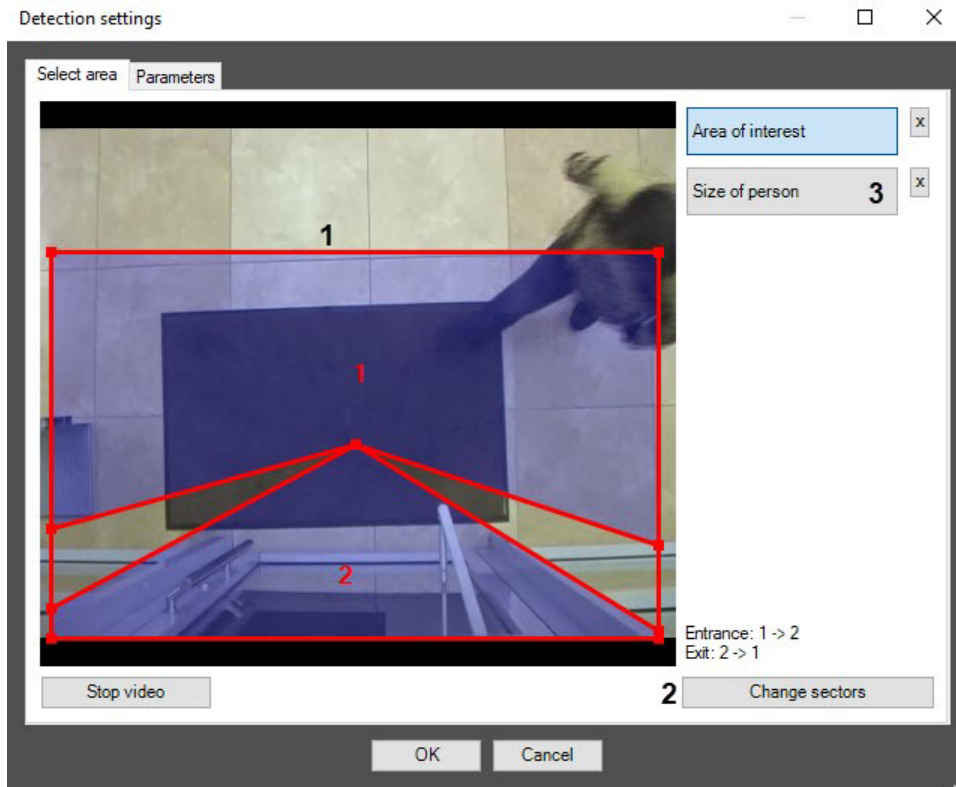 Detection settings
Select area
Parameters
Area of interest
x
Size of person
3
x
1
1
2
Entrance: 1 -> 2
Exit: 2 -> 1
Stop video
2
Change sectors
OK
Cancel